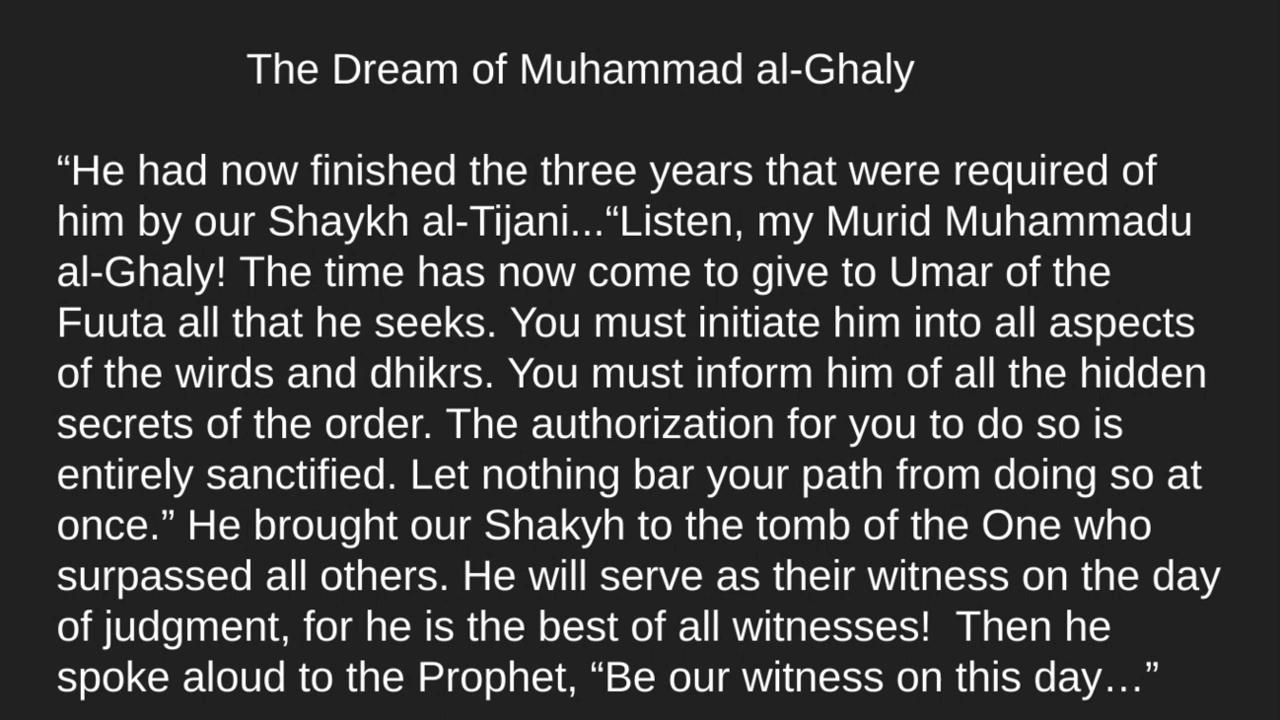 The Dream of Muhammad al-Ghaly
“He had now finished the three years that were required of
him by our Shaykh al-Tijani...“Listen, my Murid Muhammadu
al-Ghaly! The time has now come to give to Umar of the
Fuuta all that he seeks. You must initiate him into all aspects
of the wirds and dhikrs. You must inform him of all the hidden
secrets of the order. The authorization for you to do so is
entirely sanctified. Let nothing bar your path from doing so at
once.” He brought our Shakyh to the tomb of the One who
surpassed all others. He will serve as their witness on the day
of judgment, for he is the best of all witnesses!  Then he
spoke aloud to the Prophet, “Be our witness on this day…”